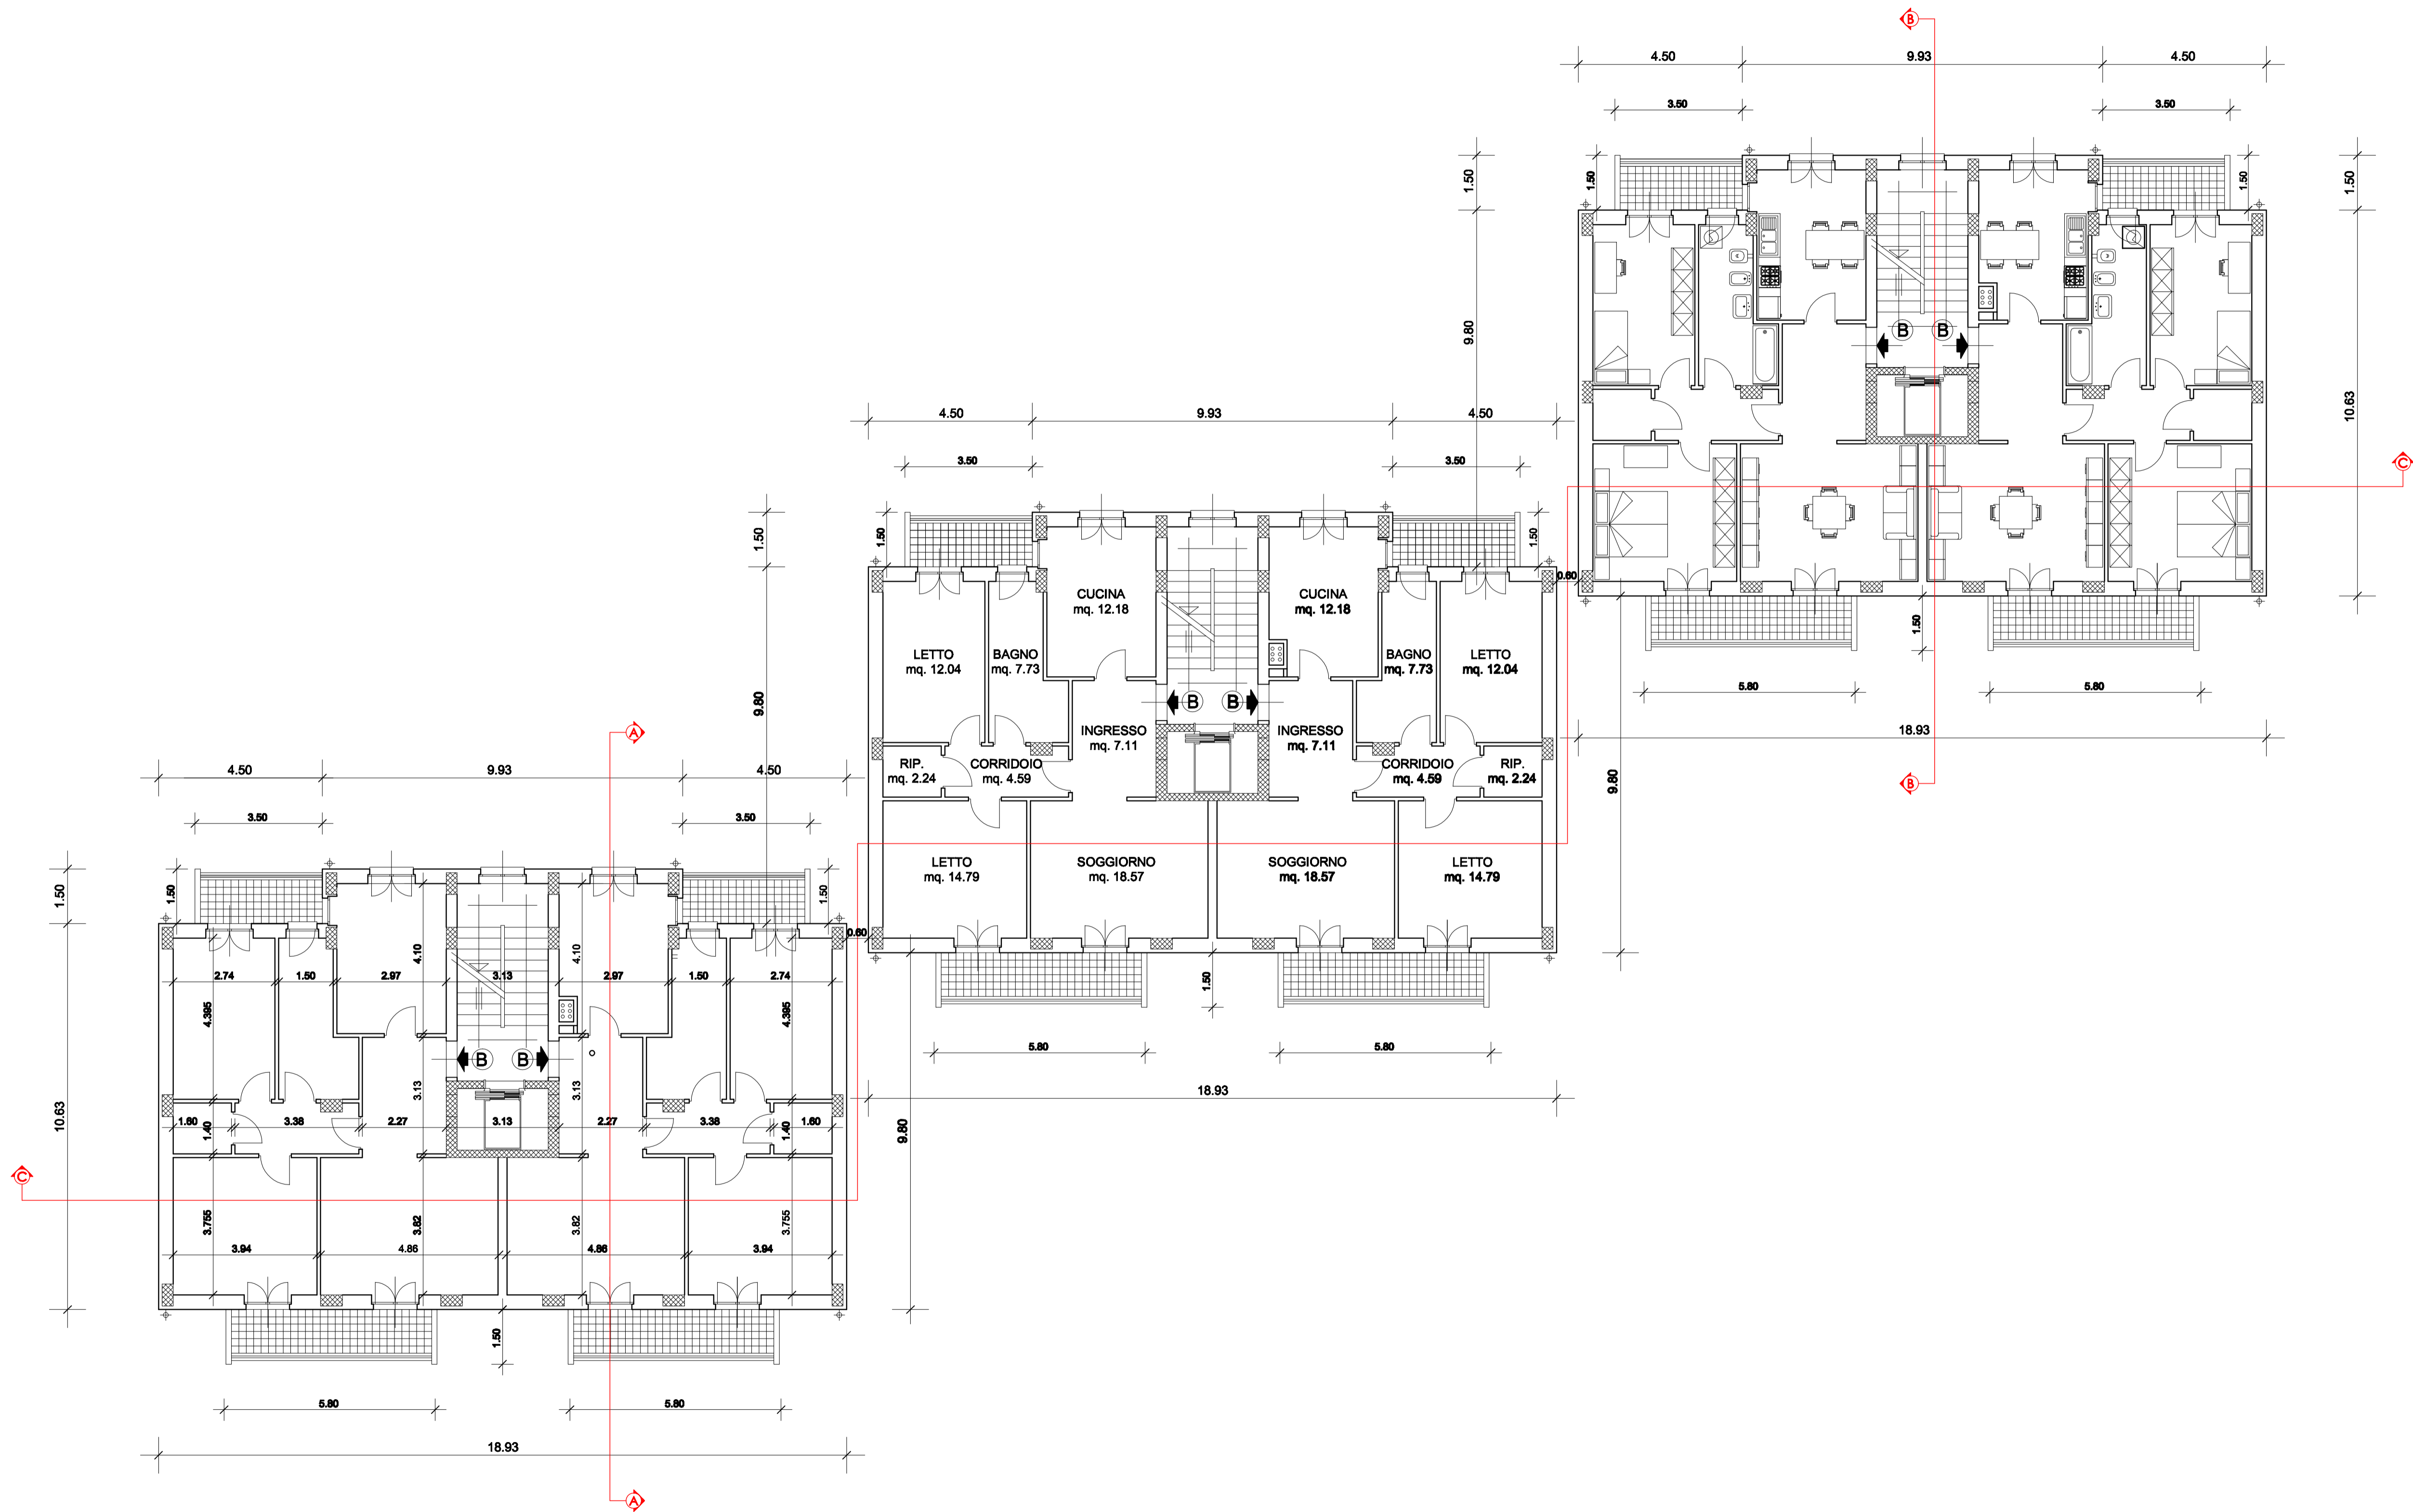 B
4.50 9.93 4.50
3.50 3.50
1.50 1.50 1.50 1.50
9.80 10.63
B B
C
4.50 9.93 4.50
3.50 3.50
1.50 1.50 1.50
0.60
1.50
5.80 5.80
18.93
B
CUCINA CUCINA
mq. 12.18 mq. 12.18
LETTO BAGNO BAGNO LETTO
mq. 12.04 mq. 7.73 mq. 7.73 mq. 12.04
9.80
B B
INGRESSO INGRESSO
mq. 7.11 mq. 7.11
RIP. CORRIDOIO CORRIDOIO RIP.
mq. 2.24 mq. 4.59 mq. 4.59 mq. 2.24
9.80
LETTO SOGGIORNO SOGGIORNO LETTO
mq. 14.79 mq. 18.57 mq. 18.57 mq. 14.79
0.60
1.50
5.80 5.80
18.93
9.80
A
4.50 9.93 4.50
3.50 3.50
1.50 1.50 1.50
4.10 4.10
2.74 1.50 2.97 3.13 2.97 1.50 2.74
4.395 4.395
B B
10.63
3.13 3.13
1.60 3.38 2.27 3.13 2.27 3.38 1.60
1.40 1.40
C
3.755 3.82 3.82 3.755
3.94 4.86 4.86 3.94
1.50
5.80 5.80
18.93
A